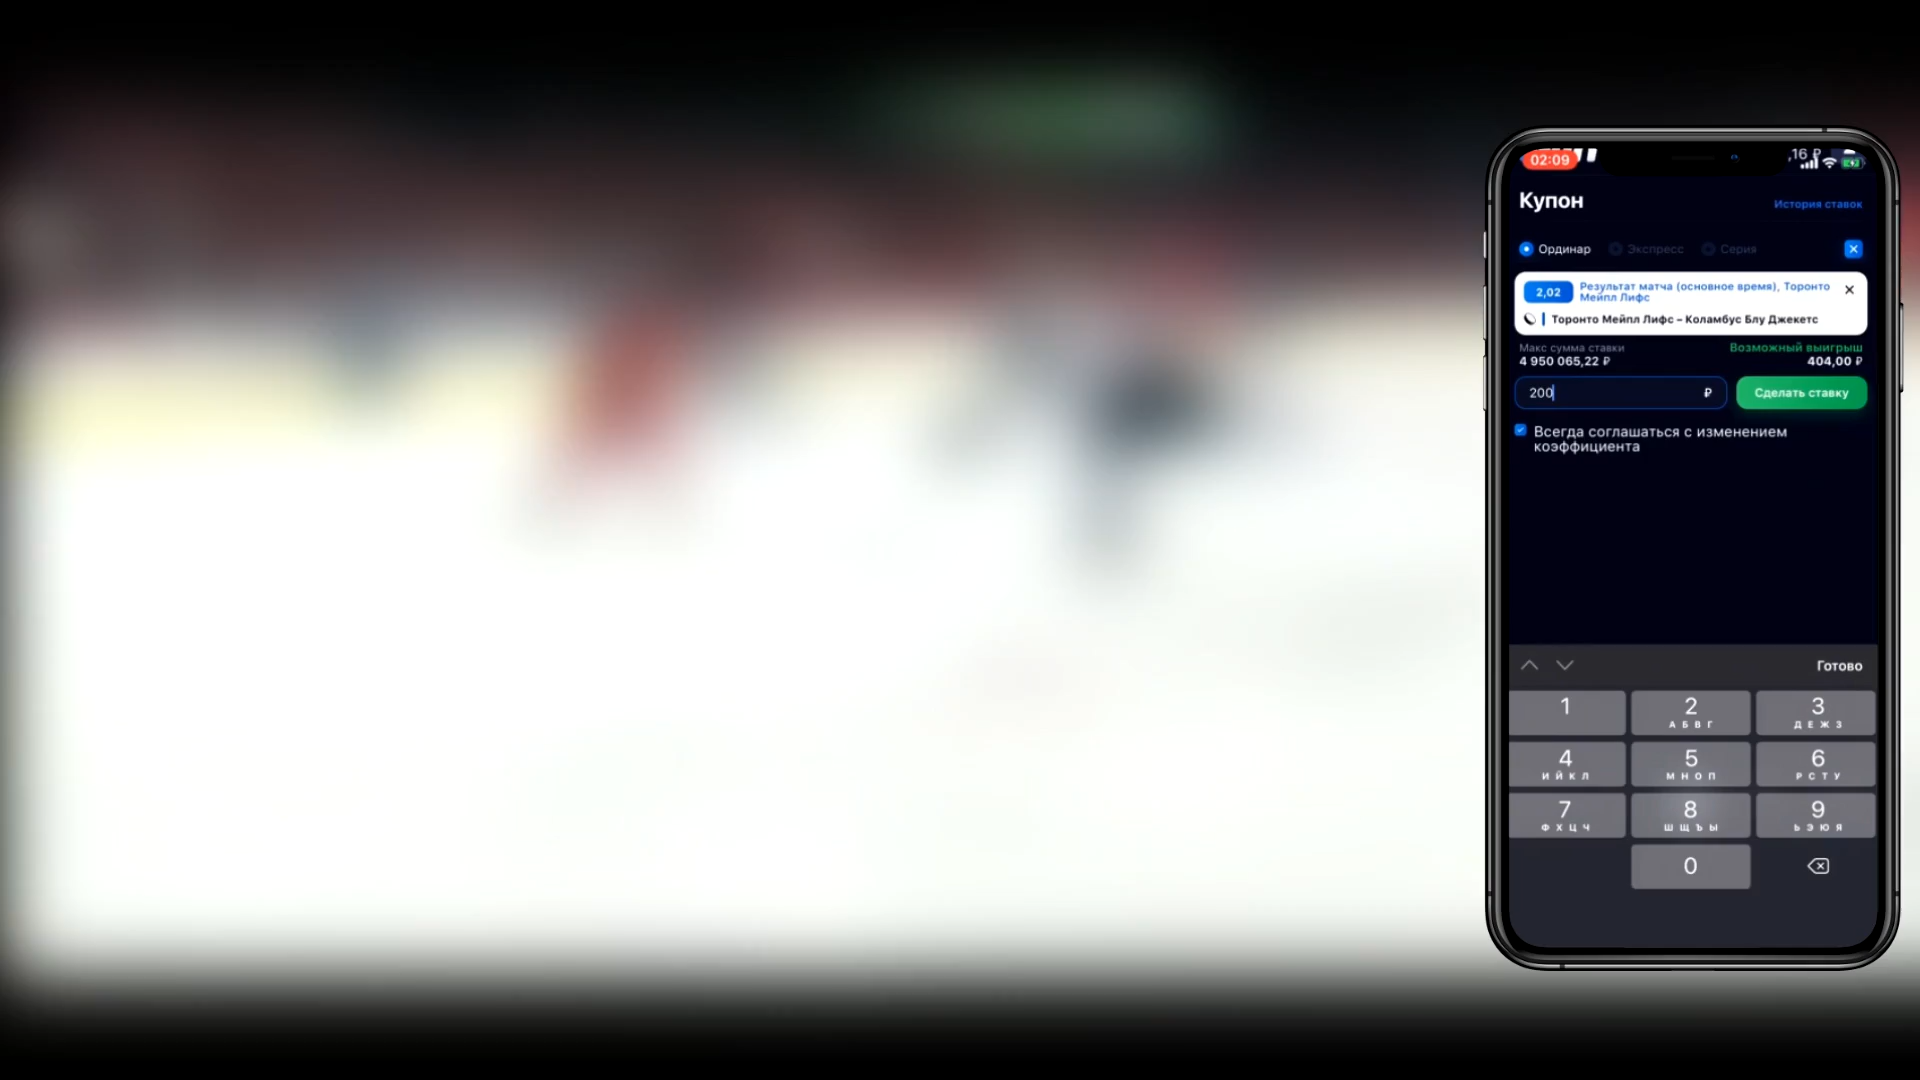 02:09
,16 ₽
Купон
История ставок
Ординар
Экспресс
Серия
2,02
Результат матча (основное время), Торонто
Мейпл Лифс
Торонто Мейпл Лифс – Коламбус Блу Джекетс
Макс сумма ставки
Возможный выигрыш
4 950 065,22 ₽
404,00 ₽
200
₽
Сделать ставку
Всегда соглашаться с изменением
коэффициента
Готово
1
2
3
А Б В Г
Д Е Ж З
4
5
6
И Й К Л
М Н О П
Р С Т У
7
8
9
Ф Х Ц Ч
Ш Щ Ъ Ы
Ь Э Ю Я
0